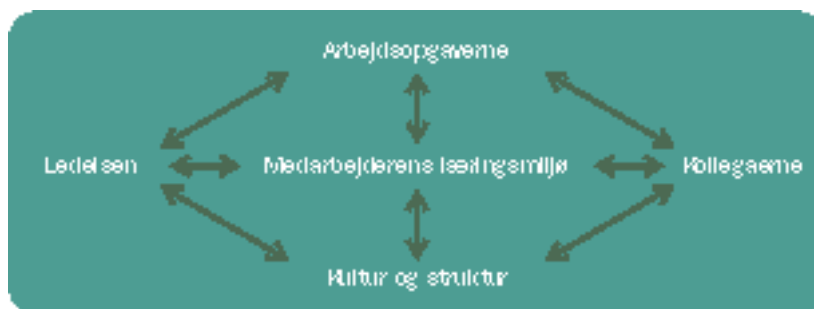 Arbejdsopgaverne
Ledelsen
Medarbejderens læringsmiljø
Kollegaerne
Kultur og struktur